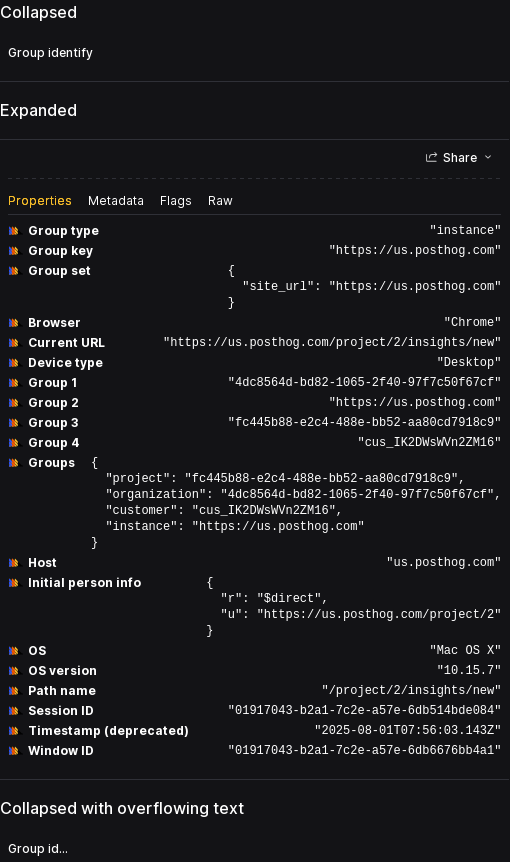 Collapsed
Group identify
Expanded
Share
Properties Metadata Flags Raw
Group type "instance"
Group key "https://us.posthog.com"
Group set {
"site_url": "https://us.posthog.com"
}
Browser "Chrome"
Current URL "https://us.posthog.com/project/2/insights/new"
Device type "Desktop"
Group 1 "4dc8564d-bd82-1065-2f40-97f7c50f67cf"
Group 2 "https://us.posthog.com"
Group 3 "fc445b88-e2c4-488e-bb52-aa80cd7918c9"
Group 4 "cus_IK2DWsWVn2ZM16"
Groups {
"project": "fc445b88-e2c4-488e-bb52-aa80cd7918c9",
"organization": "4dc8564d-bd82-1065-2f40-97f7c50f67cf",
"customer": "cus_IK2DWsWVn2ZM16",
"instance": "https://us.posthog.com"
}
Host "us.posthog.com"
Initial person info {
"r": "$direct",
"u": "https://us.posthog.com/project/2"
}
OS "Mac OS X"
OS version "10.15.7"
Path name "/project/2/insights/new"
Session ID "01917043-b2a1-7c2e-a57e-6db514bde084"
Timestamp (deprecated) "2025-08-01T07:56:03.143Z"
Window ID "01917043-b2a1-7c2e-a57e-6db6676bb4a1"
Collapsed with overflowing text
Group id...